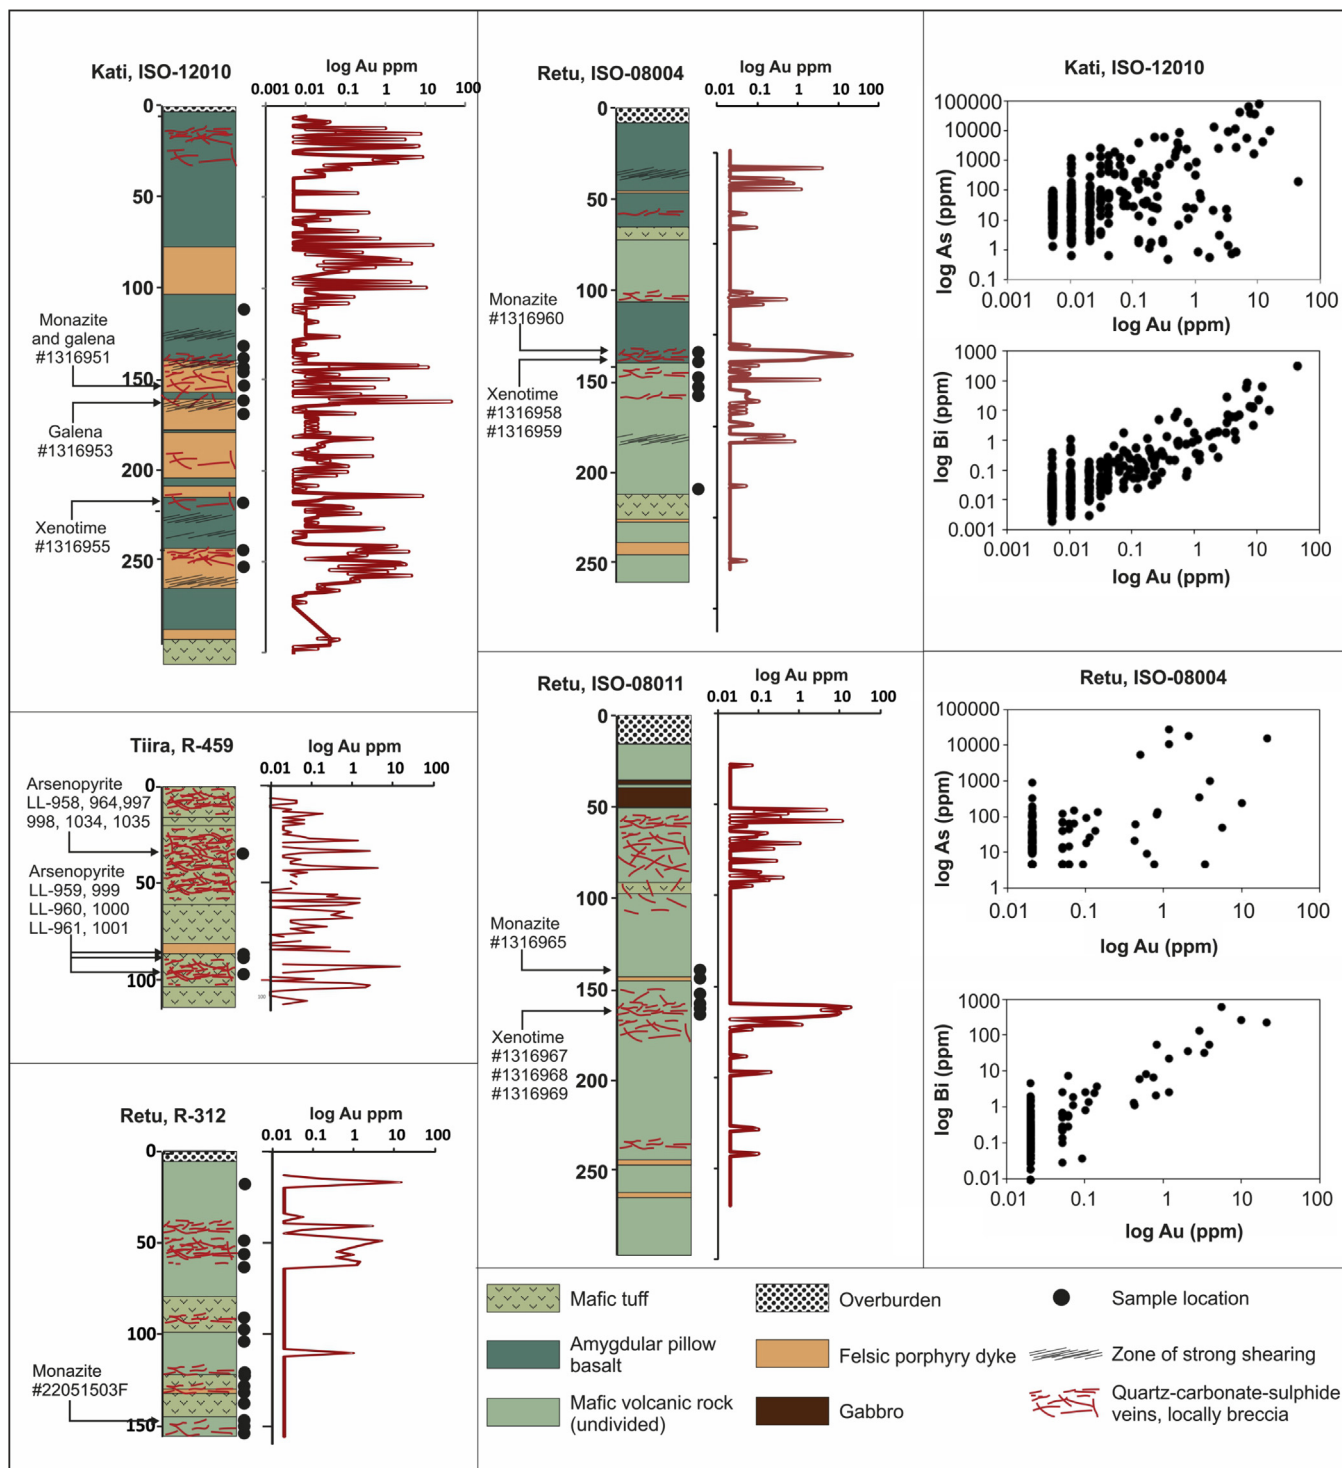 Kati, ISO-12010
log Au ppm
0.001 0.01 0.1 1 10 100
0
50
100
150
200
250
Monazite
and galena
#1316951
Galena
#1316953
Xenotime
#1316955
Tiira, R-459
log Au ppm
0.01 0.1 1 10 100
0
50
100
Arsenopyrite
LL-958, 964,997
998, 1034, 1035
Arsenopyrite
LL-959, 999
LL-960, 1000
LL-961, 1001
Retu, R-312
log Au ppm
0.01 0.1 1 10 100
0
50
100
150
Monazite
#22051503F
Retu, ISO-08004
log Au ppm
0.01 0.1 1 10 100
0
50
100
150
200
250
Monazite
#1316960
Xenotime
#1316958
#1316959
Retu, ISO-08011
log Au ppm
0.01 0.1 1 10 100
0
50
100
150
200
250
Monazite
#1316965
Xenotime
#1316967
#1316968
#1316969
Kati, ISO-12010
log As (ppm)
100000
10000
1000
100
10
1
0.1
0.001 0.01 0.1 1 10 100
log Au (ppm)
log Bi (ppm)
1000
100
10
1
0.1
0.01
0.001
0.001 0.01 0.1 1 10 100
log Au (ppm)
Retu, ISO-08004
log As (ppm)
100000
10000
1000
100
10
1
0.01 0.1 1 10 100
log Au (ppm)
log Bi (ppm)
1000
100
10
1
0.1
0.01
0.01 0.1 1 10 100
log Au (ppm)
Mafic tuff
Amygdular pillow
basalt
Mafic volcanic rock
(undivided)
Overburden
Felsic porphyry dyke
Gabbro
Sample location
Zone of strong shearing
Quartz-carbonate-sulphide
veins, locally breccia